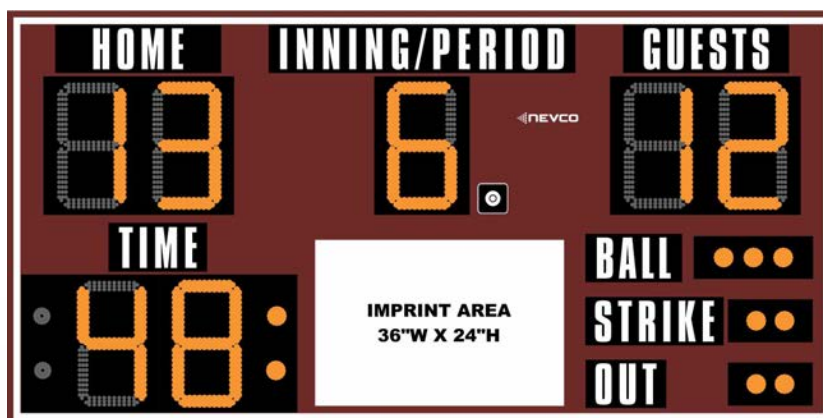 HOME INNING/PERIOD GUESTS
13 6 12
NEVCO
TIME
48:
BALL
IMPRINT AREA
36"W X 24"H
STRIKE
OUT